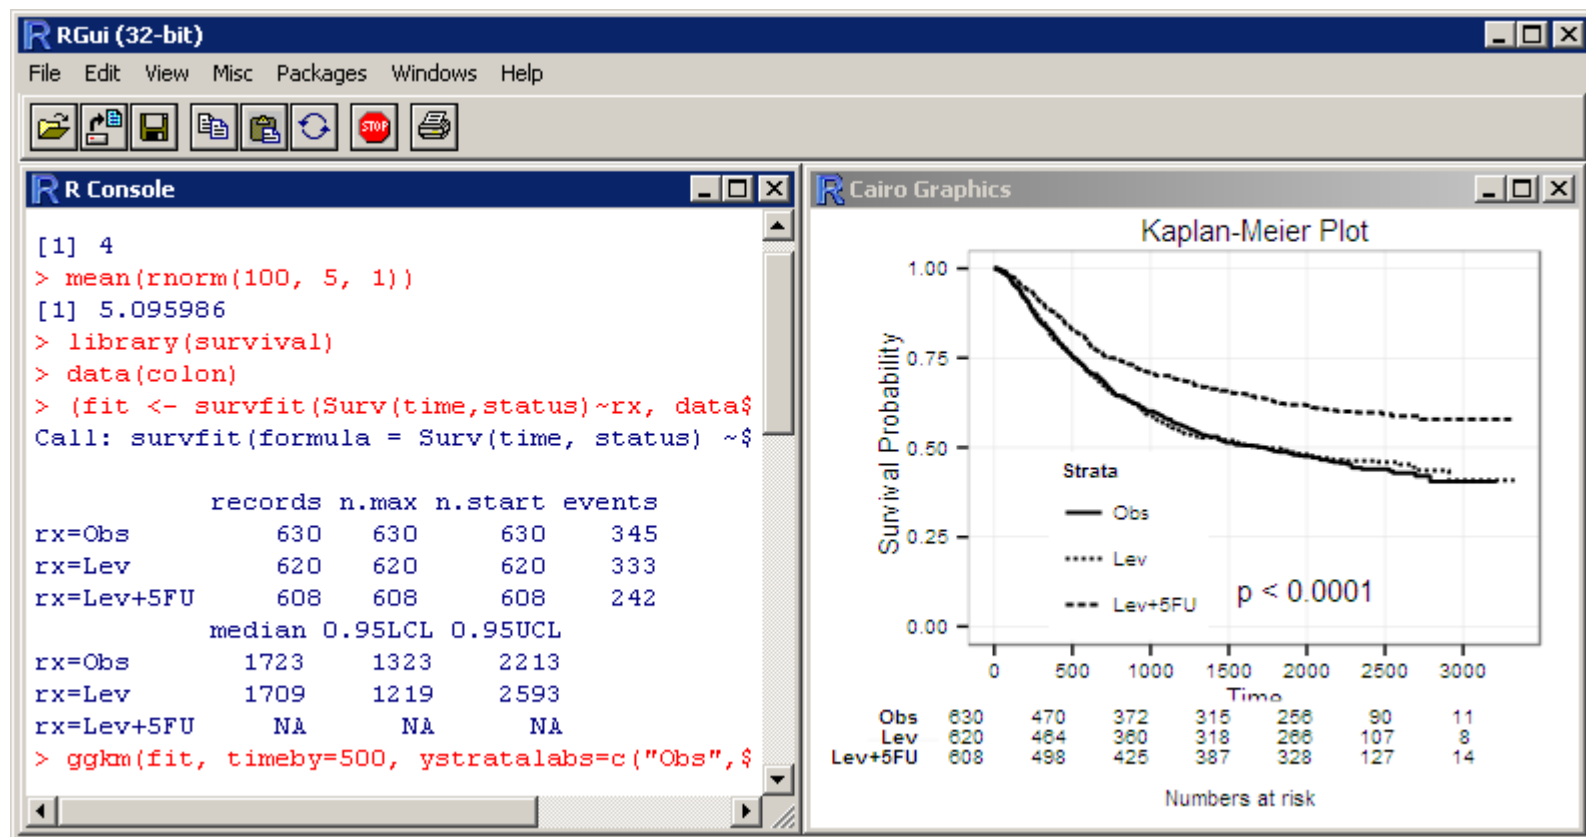 RGui (32-bit)
File Edit View Misc Packages Windows Help
STOP
R Console
[1] 4
> mean(rnorm(100, 5, 1))
[1] 5.095986
> library(survival)
> data(colon)
> (fit <- survfit(Surv(time,status)~rx, data$
Call: survfit(formula = Surv(time, status) ~$
records n.max n.start events
rx=Obs 630 630 630 345
rx=Lev 620 620 620 333
rx=Lev+5FU 608 608 608 242
median 0.95LCL 0.95UCL
rx=Obs 1723 1323 2213
rx=Lev 1709 1219 2593
rx=Lev+5FU NA NA NA
> ggkm(fit, timeby=500, ystratalabs=c("Obs",$
Cairo Graphics
Kaplan-Meier Plot
Survival Probability
1.00
0.75
0.50
0.25
0.00
Strata
Obs
Lev
Lev+5FU
p < 0.0001
0 500 1000 1500 2000 2500 3000
Time
Obs 630 470 372 315 256 90 11
Lev 620 464 360 318 266 107 8
Lev+5FU 608 498 425 387 328 127 14
Numbers at risk